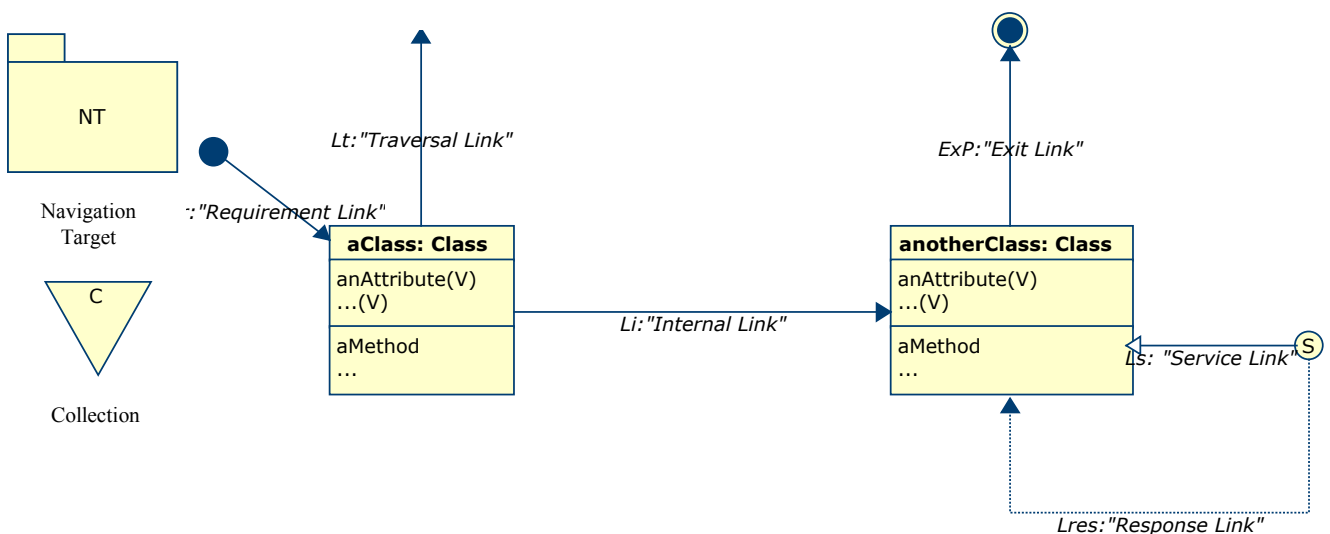 NT
Navigation
Target
C
Collection
Lt:"Traversal Link"
:"Requirement Link"
aClass: Class
anAttribute(V)
...(V)
aMethod
...
Li:"Internal Link"
ExP:"Exit Link"
anotherClass: Class
anAttribute(V)
...(V)
aMethod
...
Ls: "Service Link"
S
Lres:"Response Link"